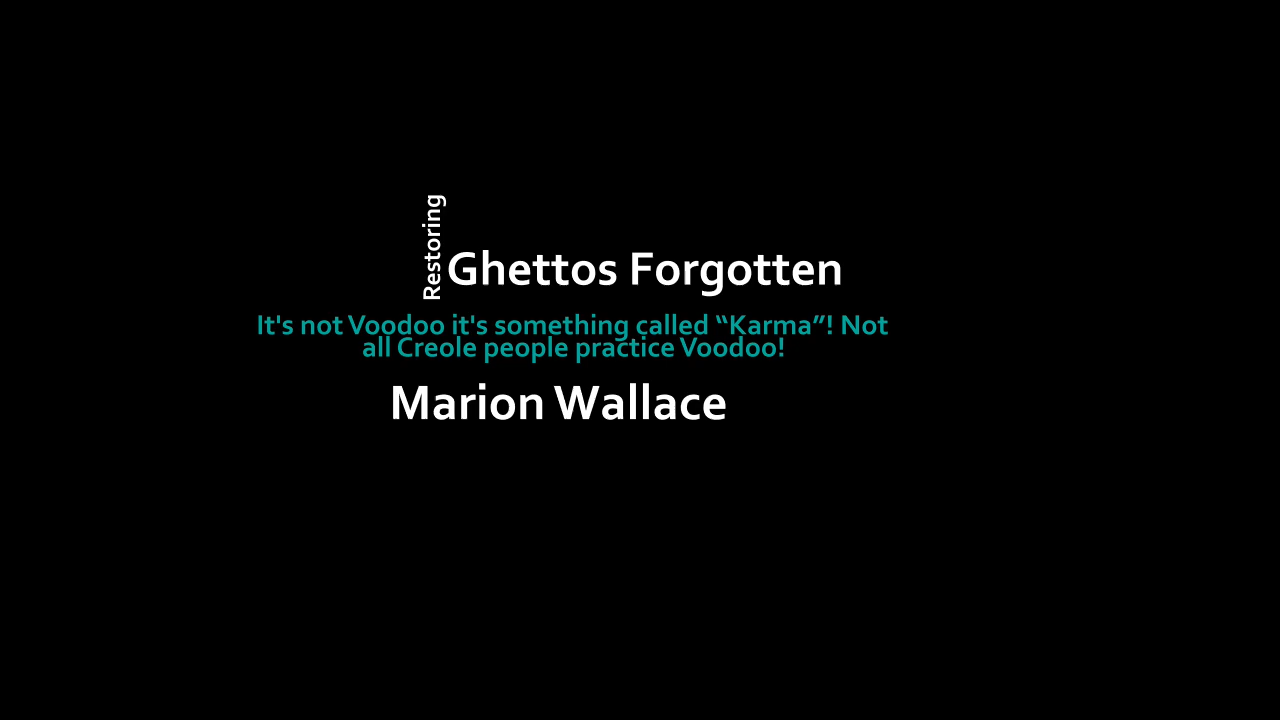 Restoring
Ghettos Forgotten
It's not Voodoo it's something called “Karma”! Not
all Creole people practice Voodoo!
Marion Wallace